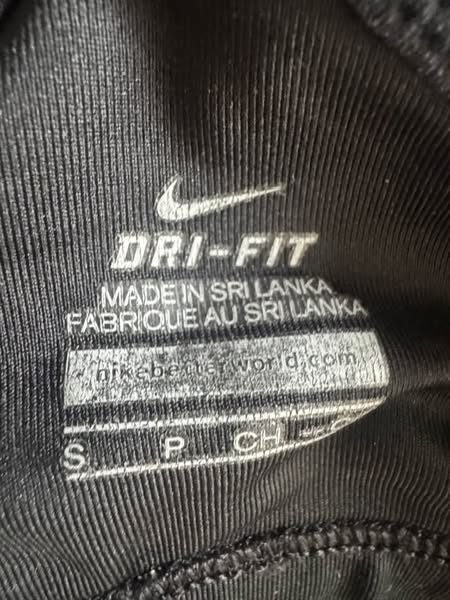 DRI-FIT
MADE IN SRI LANKA
FABRIQUE AU SRI LANKA
nikebetterworld.com
S P CH